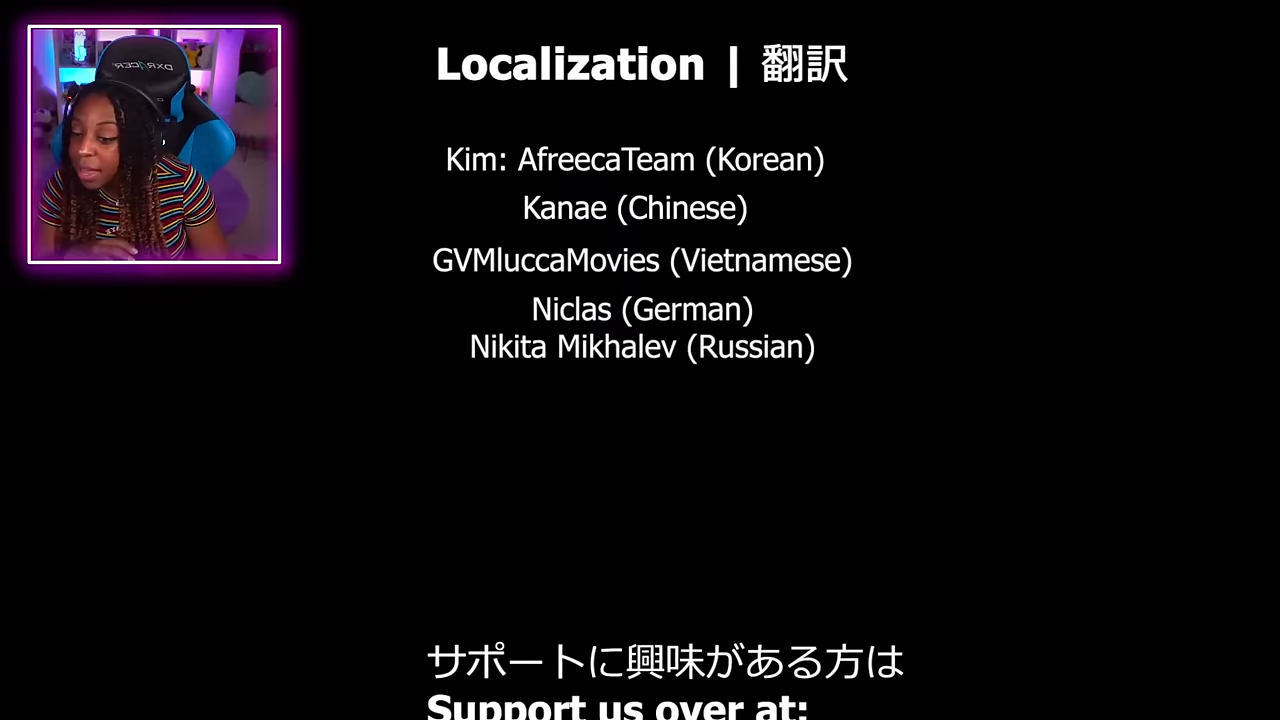 Localization | 翻訳
Kim: AfreecaTeam (Korean)
Kanae (Chinese)
GVMluccaMovies (Vietnamese)
Niclas (German)
Nikita Mikhalev (Russian)
サポートに興味がある方は
Support us over at:
DXRACER